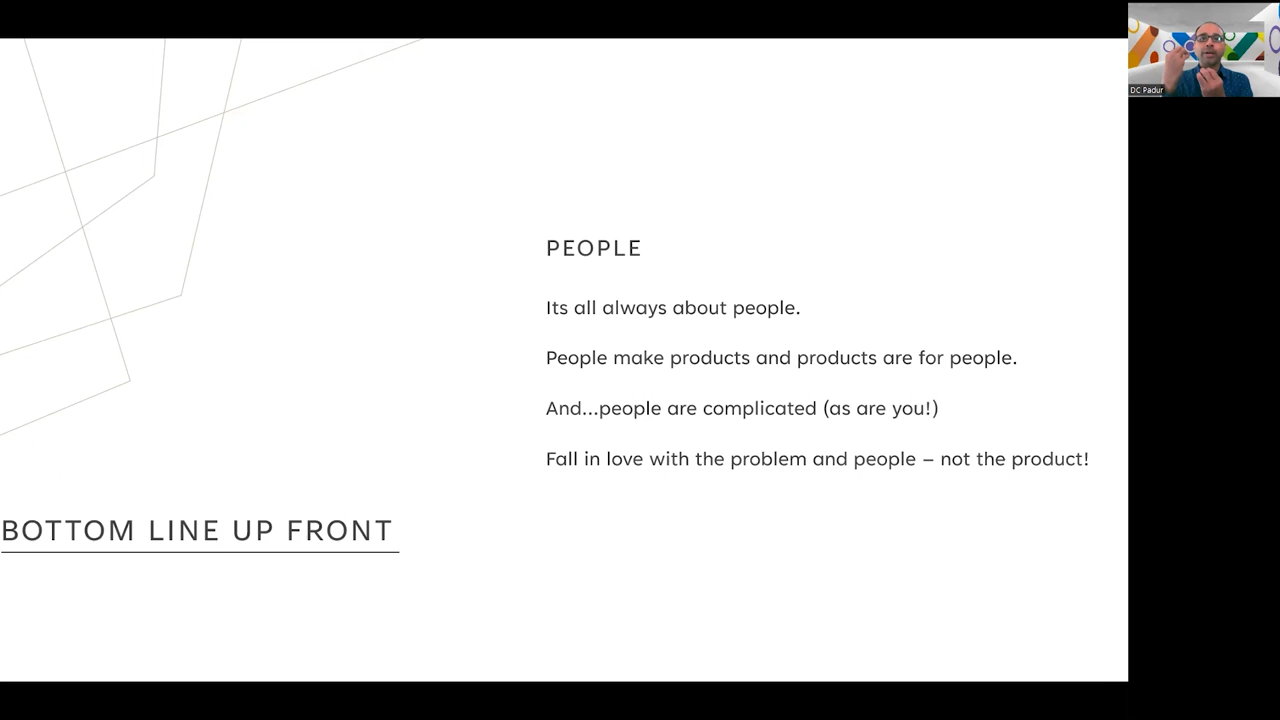 DC Padur
PEOPLE
Its all always about people.
People make products and products are for people.
And...people are complicated (as are you!)
Fall in love with the problem and people – not the product!
BOTTOM LINE UP FRONT